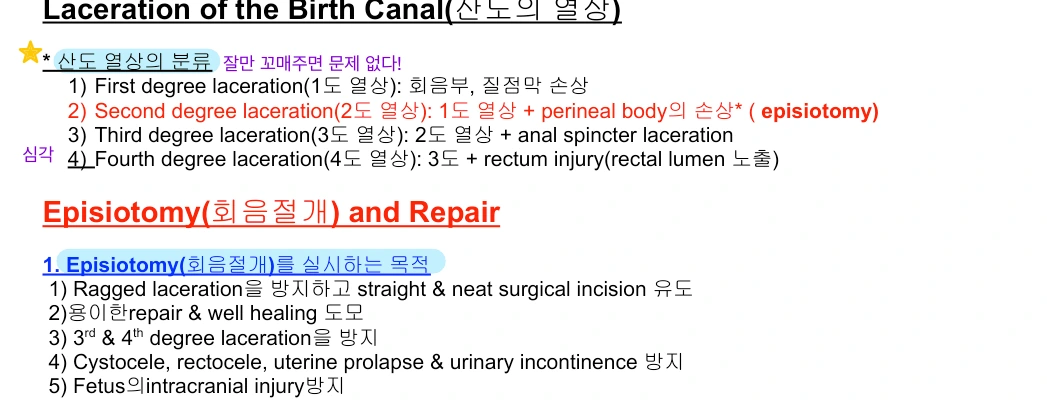 Laceration of the Birth Canal(산도의 열상)
* 산도 열상의 분류 잘만 꼬매주면 문제 없다!
1) First degree laceration(1도 열상): 회음부, 질점막 손상
2) Second degree laceration(2도 열상): 1도 열상 + perineal body의 손상* ( episiotomy)
3) Third degree laceration(3도 열상): 2도 열상 + anal spincter laceration
심각 4) Fourth degree laceration(4도 열상): 3도 + rectum injury(rectal lumen 노출)
Episiotomy(회음절개) and Repair
1. Episiotomy(회음절개)를 실시하는 목적
1) Ragged laceration을 방지하고 straight & neat surgical incision 유도
2)용이한repair & well healing 도모
3) 3rd & 4th degree laceration을 방지
4) Cystocele, rectocele, uterine prolapse & urinary incontinence 방지
5) Fetus의intracranial injury방지